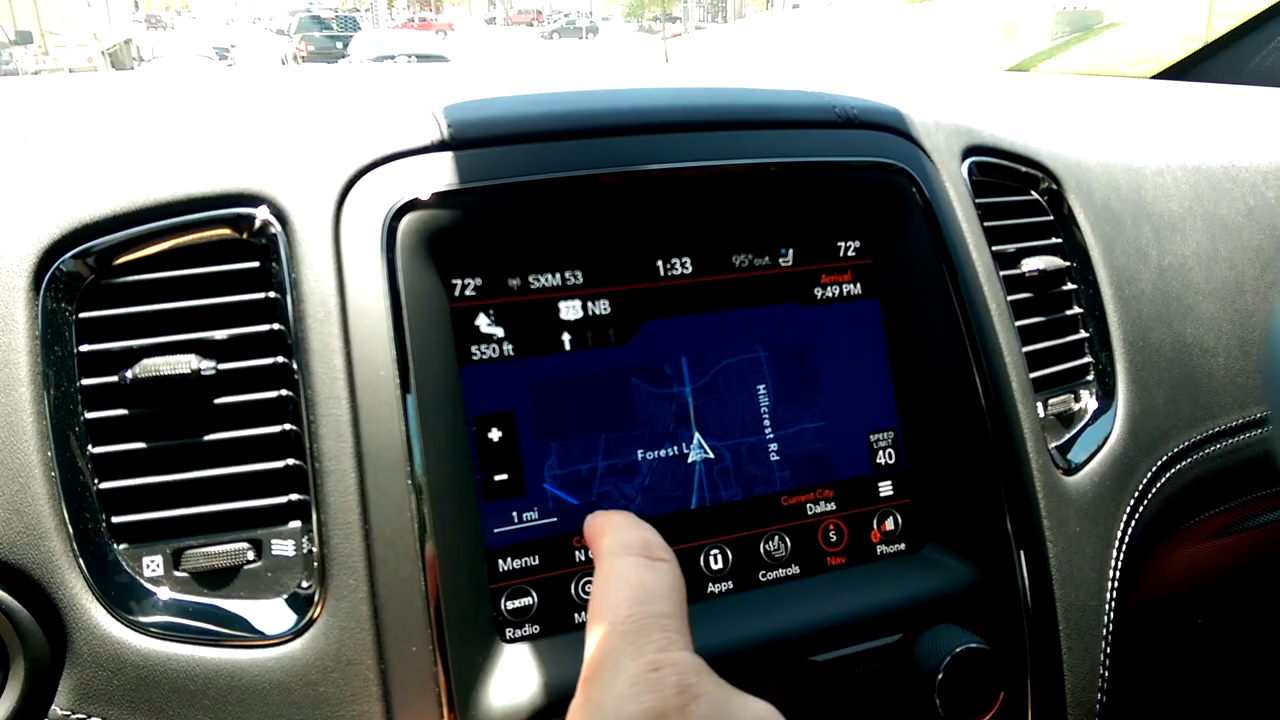 72° SXM 53 1:33 95° out 72°
Arrival
9:49 PM
75 NB
550 ft
Hillcrest Rd
Forest L
+
-
SPEED
LIMIT
40
1 mi
Current City
Dallas
Menu
N
sxm
Radio
Apps
Controls
S
Nav
Phone